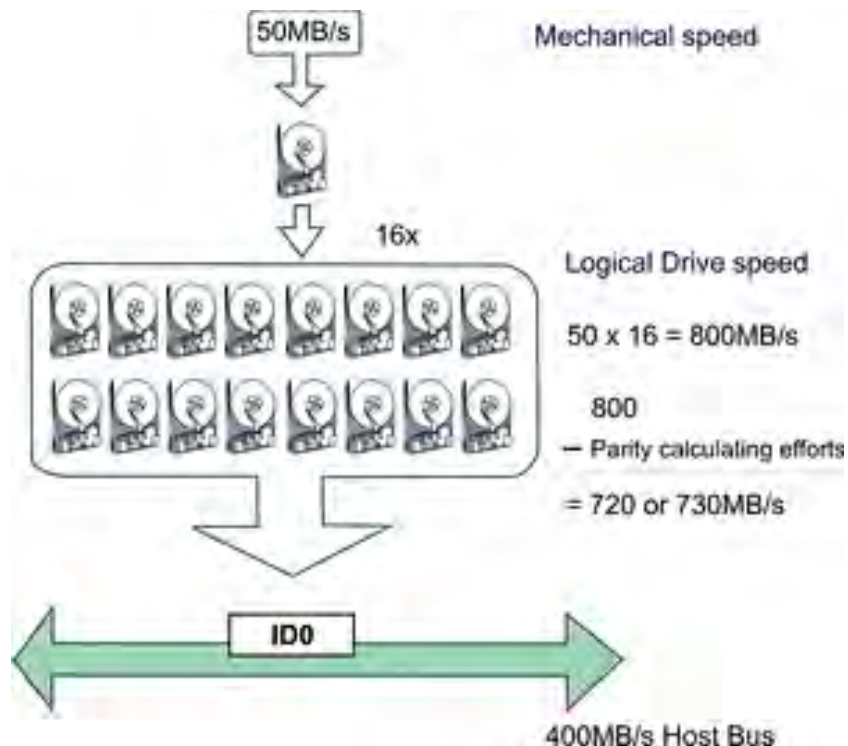 50MB/s
Mechanical speed
16x
Logical Drive speed
50 x 16 = 800MB/s
800
– Parity calculating efforts
= 720 or 730MB/s
ID0
400MB/s Host Bus